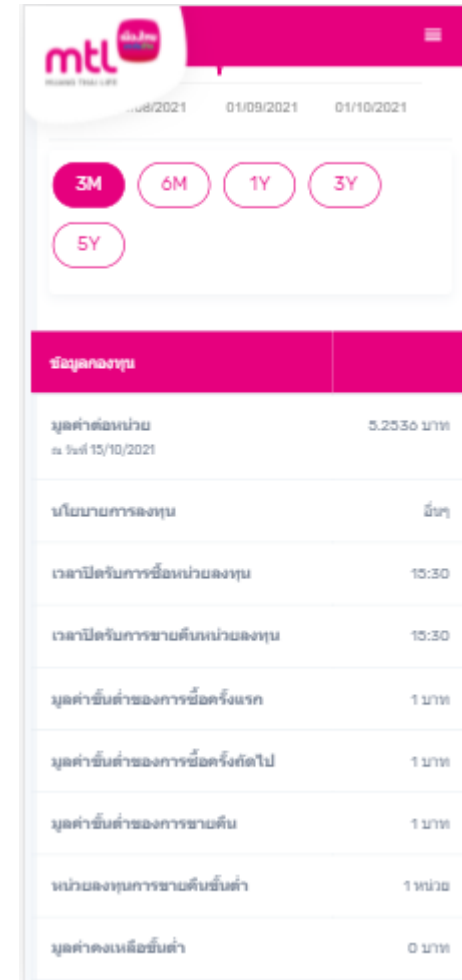 mtl
เมืองไทย
MUANG THAI LIFE
/08/2021 01/09/2021 01/10/2021
3M 6M 1Y 3Y
5Y
ข้อมูลกองทุน
มูลค่าต่อหน่วย 5.2536 บาท
ณ วันที่ 15/10/2021
นโยบายการลงทุน อื่นๆ
เวลาปิดรับการซื้อหน่วยลงทุน 15:30
เวลาปิดรับการขายคืนหน่วยลงทุน 15:30
มูลค่าขั้นต่ำของการซื้อครั้งแรก 1 บาท
มูลค่าขั้นต่ำของการซื้อครั้งถัดไป 1 บาท
มูลค่าขั้นต่ำของการขายคืน 1 บาท
หน่วยลงทุนการขายคืนขั้นต่ำ 1 หน่วย
มูลค่าคงเหลือขั้นต่ำ 0 บาท